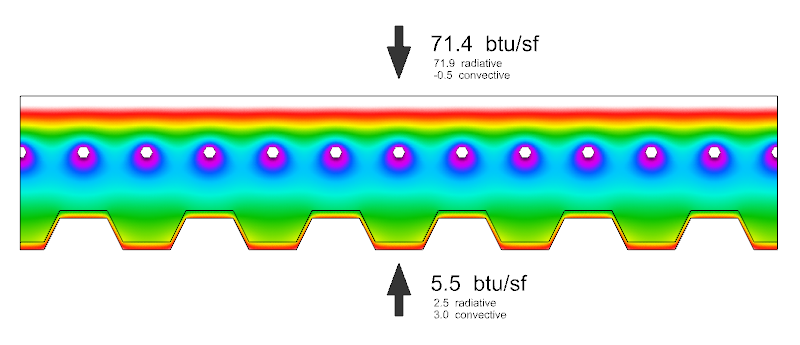 71.4 btu/sf
71.9 radiative
-0.5 convective
5.5 btu/sf
2.5 radiative
3.0 convective